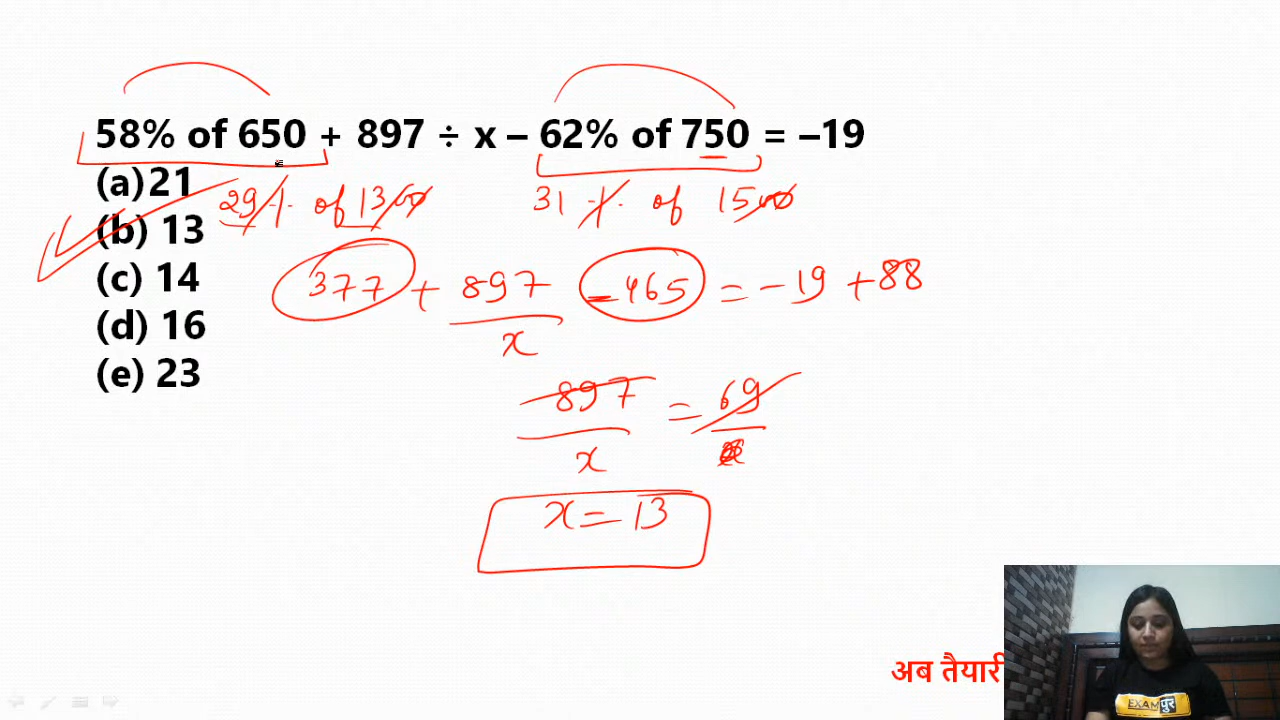 58% of 650 + 897 ÷ x – 62% of 750 = –19
(a) 21
29% of 1300
31% of 1500
(b) 13
(c) 14
377 + 897/x – 465 = –19 + 88
(d) 16
(e) 23
897/x = 69
x = 13
अब तैयारी
EXAMपुर